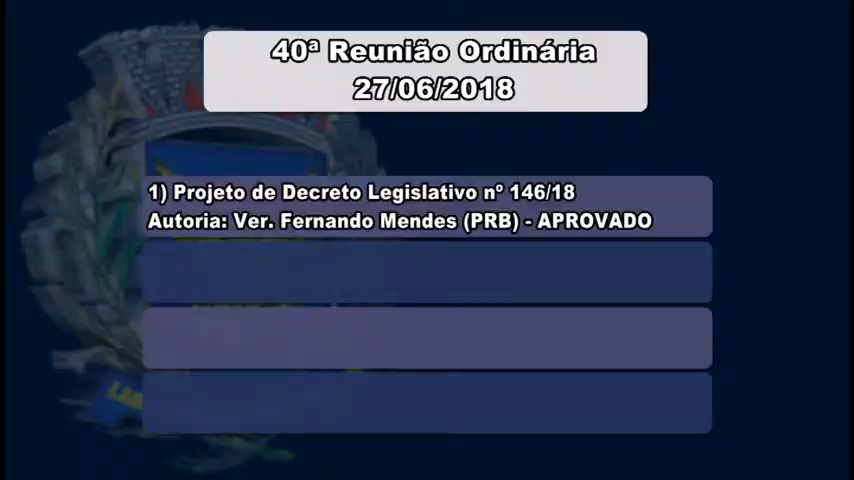 40ª Reunião Ordinária
27/06/2018
1) Projeto de Decreto Legislativo nº 146/18
Autoria: Ver. Fernando Mendes (PRB) - APROVADO